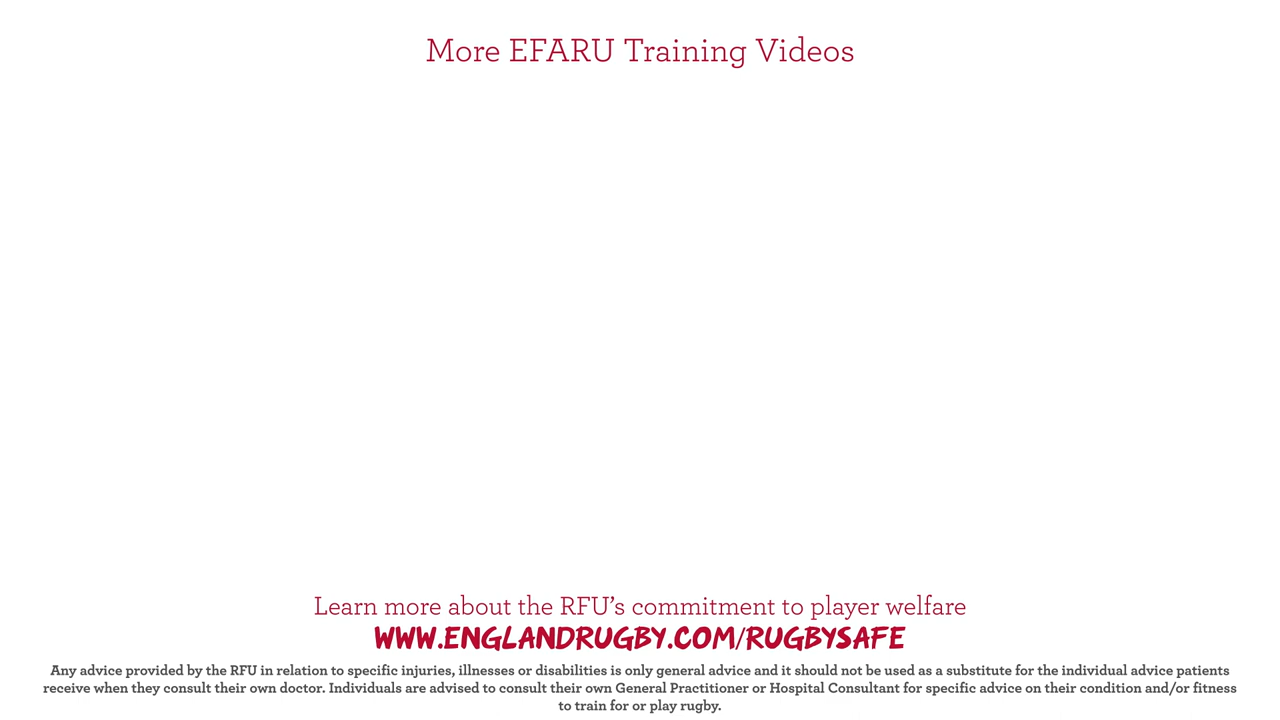 More EFARU Training Videos
Learn more about the RFU's commitment to player welfare
WWW.ENGLANDRUGBY.COM/RUGBYSAFE
Any advice provided by the RFU in relation to specific injuries, illnesses or disabilities is only general advice and it should not be used as a substitute for the individual advice patients
receive when they consult their own doctor. Individuals are advised to consult their own General Practitioner or Hospital Consultant for specific advice on their condition and/or fitness
to train for or play rugby.